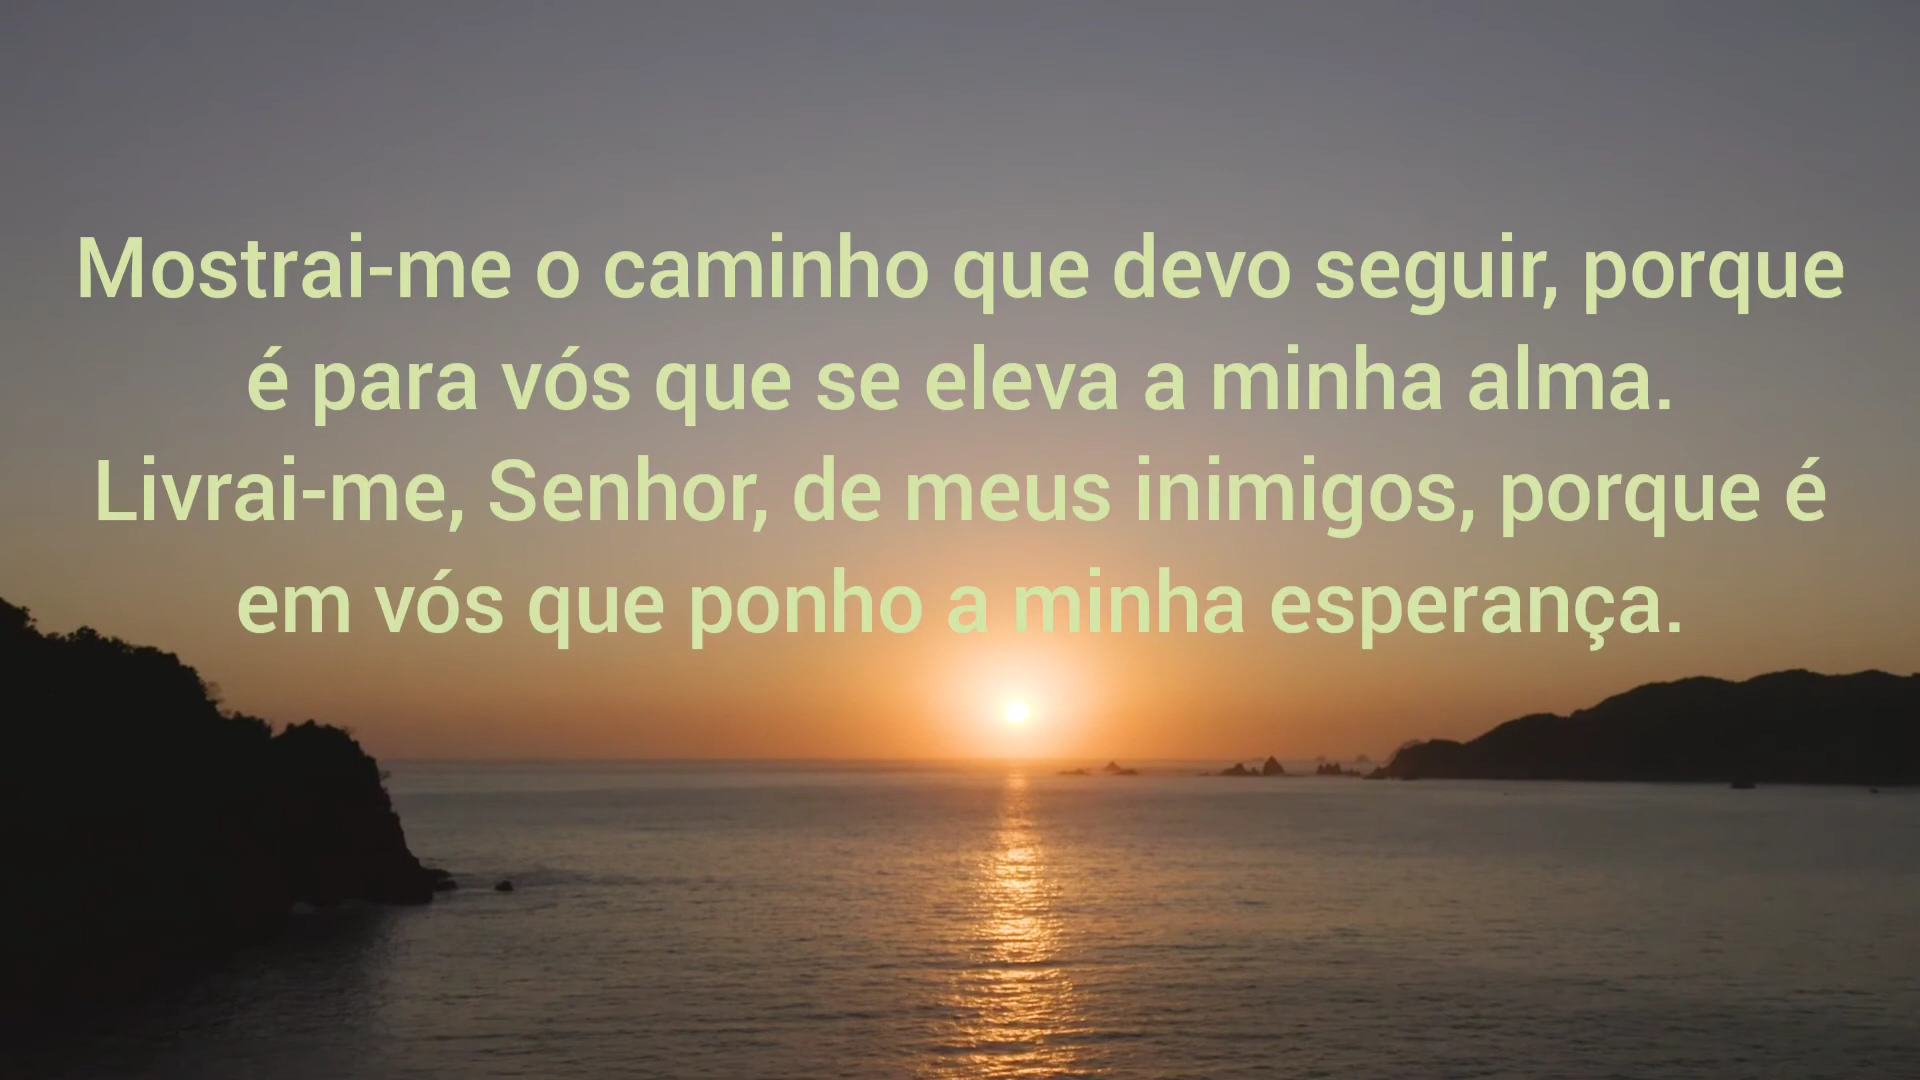 Mostrai-me o caminho que devo seguir, porque
é para vós que se eleva a minha alma.
Livrai-me, Senhor, de meus inimigos, porque é
em vós que ponho a minha esperança.